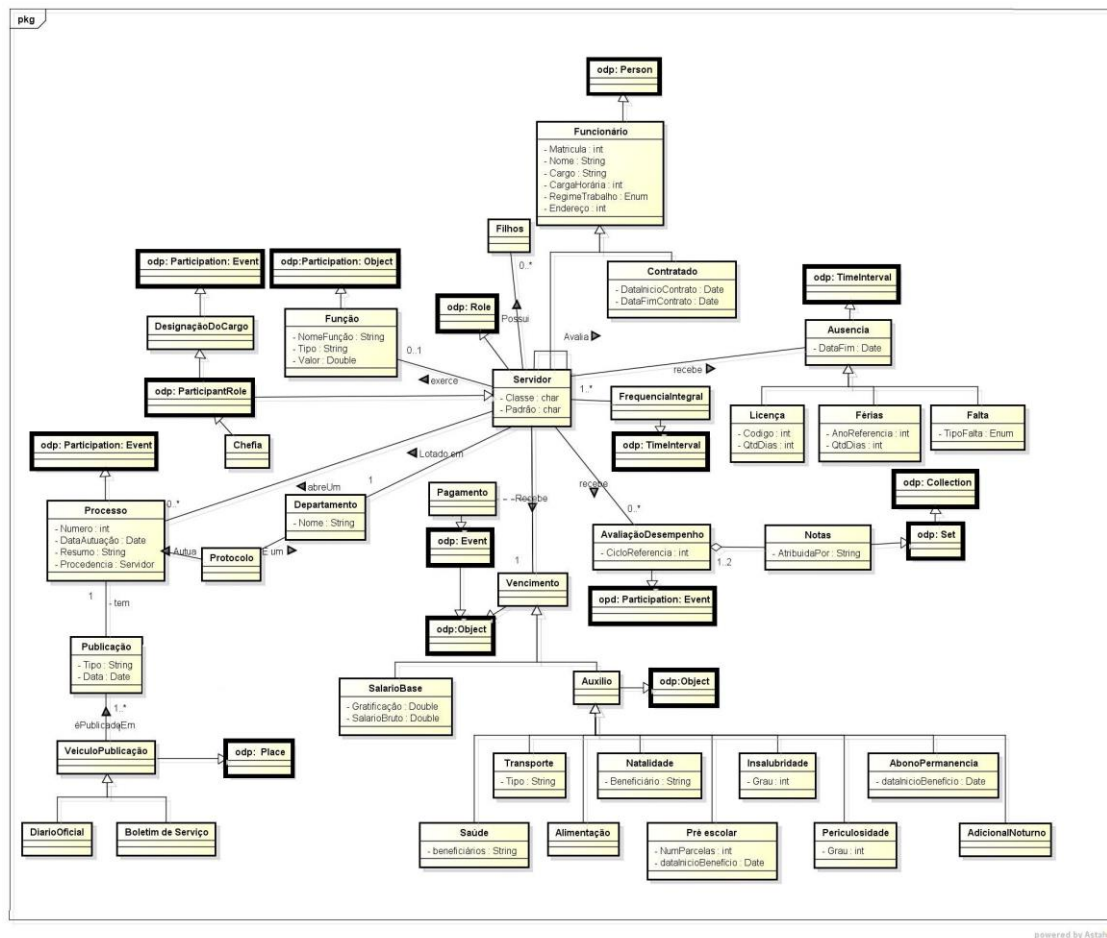 pkg
odp: Person
Funcionário
- Matricula : int
- Nome : String
- Cargo : String
- CargaHorária : int
- RegimeTrabalho : Enum
- Endereço : int
Filhos
0..*
Possui
Contratado
- DataInicioContrato : Date
- DataFimContrato : Date
odp: Participation: Event
odp:Participation: Object
odp: Role
odp: TimeInterval
DesignaçãoDoCargo
Função
- NomeFunção : String
- Tipo : String
- Valor : Double
Avalia
Ausencia
- DataFim : Date
0..1
exerce
recebe
odp: ParticipantRole
Servidor
- Classe : char
- Padrão : char
1..*
FrequenciaIntegral
odp: TimeInterval
Licença
- Codigo : int
- QtdDias : int
Férias
- AnoReferencia : int
- QtdDias : int
Falta
- TipoFalta : Enum
Chefia
odp: Participation: Event
Lotado em
1
abreUm
0..*
Processo
- Numero : int
- DataAutuação : Date
- Resumo : String
- Procedencia : Servidor
Departamento
- Nome : String
Autua
Protocolo
É um
Pagamento
Recebe
odp: Event
1
Vencimento
odp:Object
recebe
0..*
AvaliaçãoDesempenho
- CicloReferencia : int
1..2
opd: Participation: Event
Notas
- AtribuidaPor : String
odp: Collection
odp: Set
1
- tem
Publicação
- Tipo : String
- Data : Date
1..*
éPublicadaEm
VeiculoPublicação
odp: Place
DiarioOficial
Boletim de Serviço
SalarioBase
- Gratificação : Double
- SalarioBruto : Double
Auxilio
odp:Object
Transporte
- Tipo : String
Natalidade
- Beneficiário : String
Insalubridade
- Grau : int
AbonoPermanencia
- dataInicioBenefício : Date
Saúde
- beneficiários : String
Alimentação
Pré escolar
- NumParcelas : int
- dataInicioBenefício : Date
Periculosidade
- Grau : int
AdicionalNoturno
powered by Astah